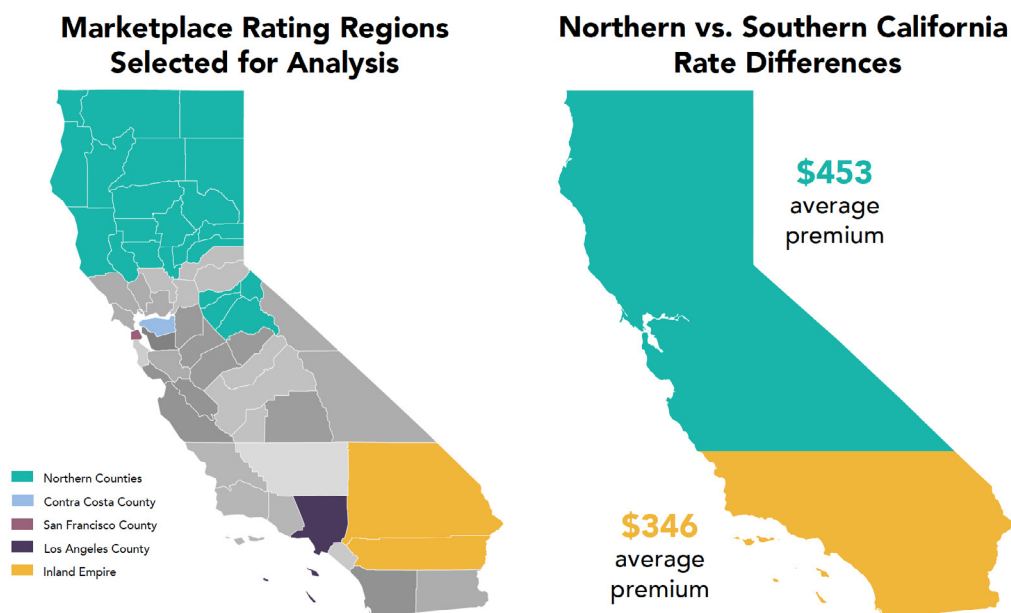 Marketplace Rating Regions
Selected for Analysis
Northern Counties
Contra Costa County
San Francisco County
Los Angeles County
Inland Empire
Northern vs. Southern California
Rate Differences
$453
average
premium
$346
average
premium